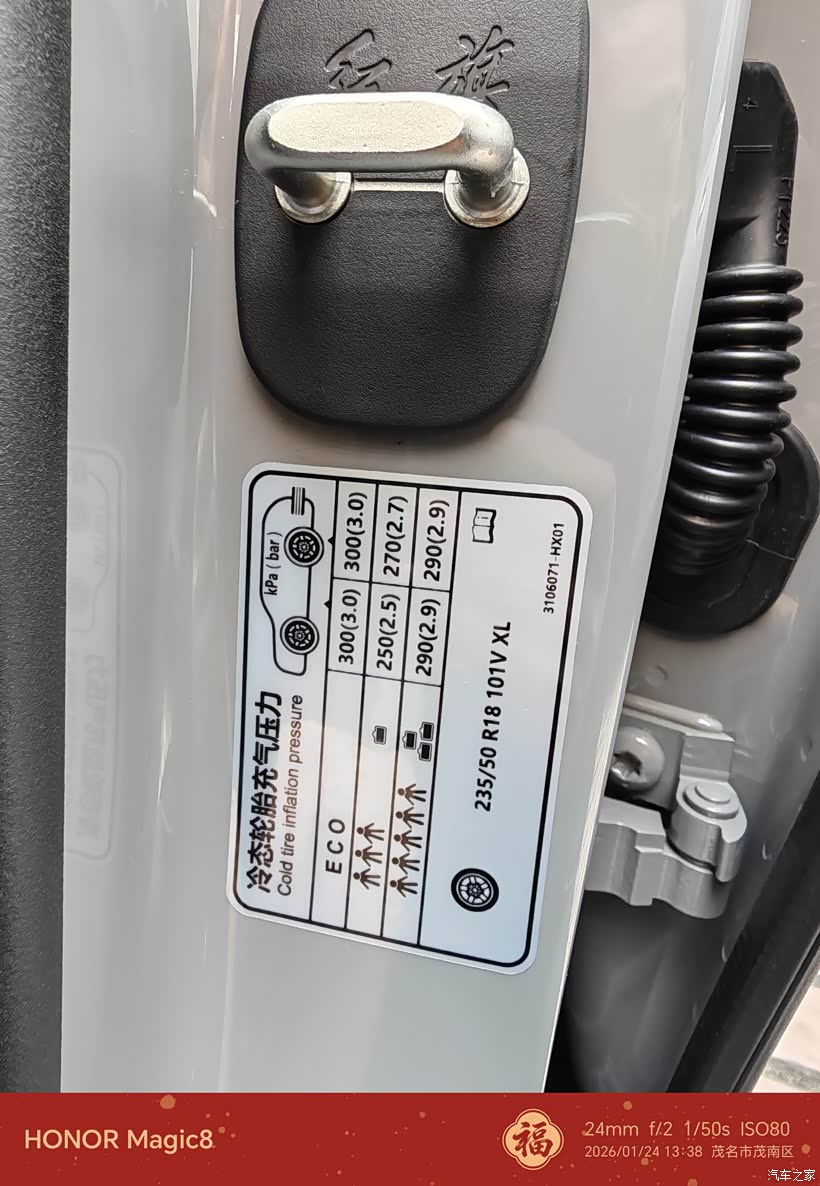 红旗
4
L
冷态轮胎充气压力
Cold tire inflation pressure
kPa ( bar )
ECO 300(3.0) 300(3.0)
250(2.5) 270(2.7)
290(2.9) 290(2.9)
235/50 R18 101V XL
3106071-HX01
HONOR Magic8
福
24mm f/2 1/50s ISO80
2026/01/24 13:38 茂名市茂南区
汽车之家